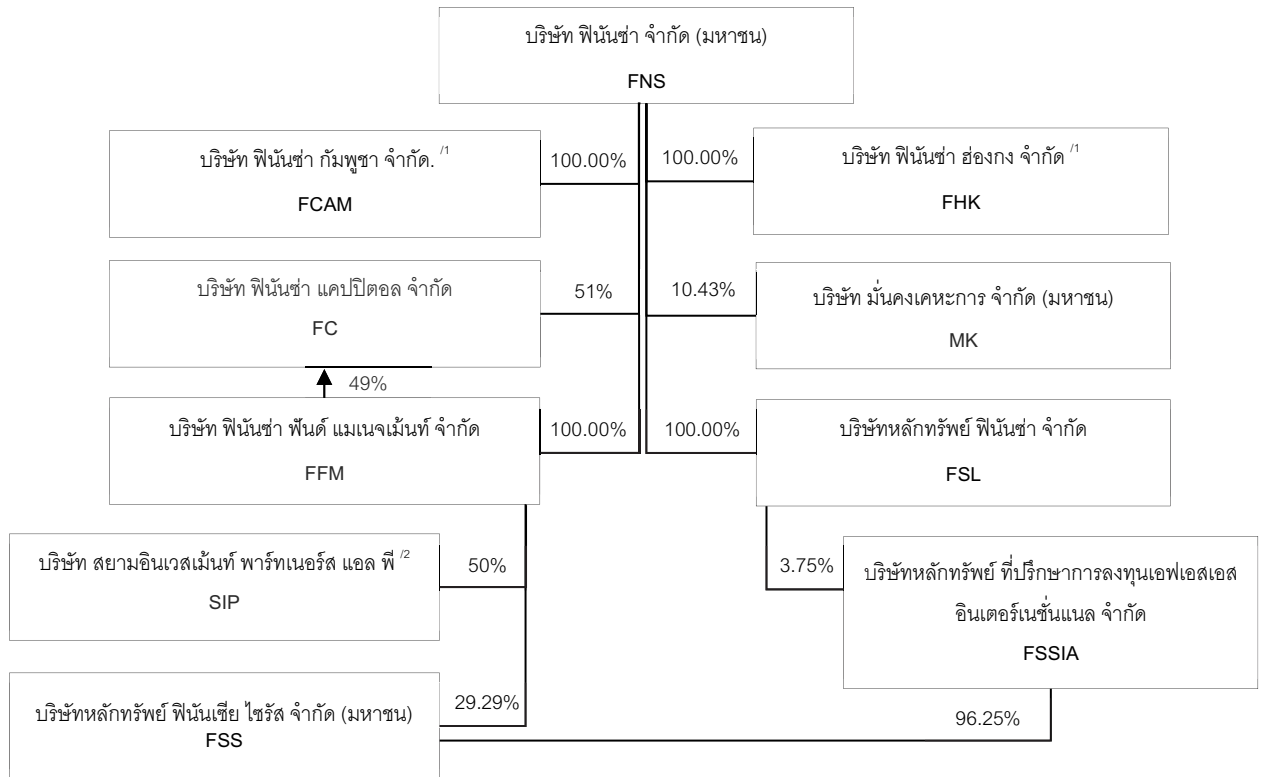 บริษัท ฟินันซ่า จำกัด (มหาชน)
FNS
บริษัท ฟินันซ่า กัมพูชา จำกัด. /1
FCAM
100.00%
100.00%
บริษัท ฟินันซ่า ฮ่องกง จำกัด /1
FHK
บริษัท ฟินันซ่า แคปปิตอล จำกัด
FC
51%
10.43%
บริษัท มั่นคงเคหะการ จำกัด (มหาชน)
MK
49%
บริษัท ฟินันซ่า ฟันด์ แมเนจเม้นท์ จำกัด
FFM
100.00%
100.00%
บริษัทหลักทรัพย์ ฟินันซ่า จำกัด
FSL
บริษัท สยามอินเวสเม้นท์ พาร์ทเนอร์ส แอล พี /2
SIP
50%
3.75%
บริษัทหลักทรัพย์ ที่ปรึกษาการลงทุนเอฟเอสเอส
อินเตอร์เนชั่นแนล จำกัด
FSSIA
บริษัทหลักทรัพย์ ฟินันเซีย ไซรัส จำกัด (มหาชน)
FSS
29.29%
96.25%